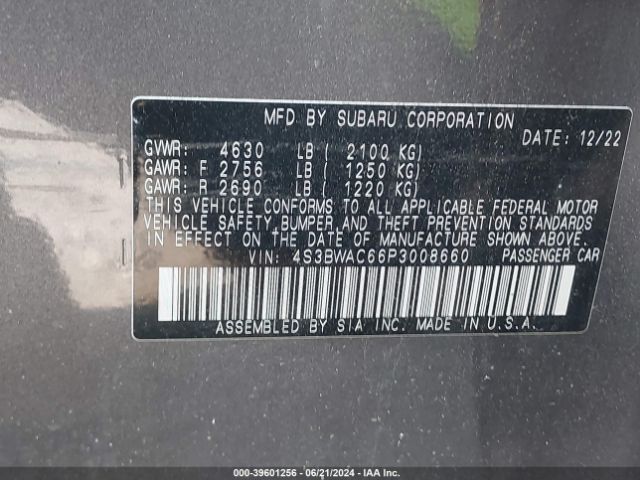 MFD BY SUBARU CORPORATION
DATE: 12/22
GVWR: 4630 LB ( 2100 KG)
GAWR: F 2756 LB ( 1250 KG)
GAWR: R 2690 LB ( 1220 KG)
THIS VEHICLE CONFORMS TO ALL APPLICABLE FEDERAL MOTOR
VEHICLE SAFETY, BUMPER, AND THEFT PREVENTION STANDARDS
IN EFFECT ON THE DATE OF MANUFACTURE SHOWN ABOVE.
VIN: 4S3BWAC66P3008660 PASSENGER CAR
ASSEMBLED BY SIA INC. MADE IN U.S.A.
000-39601256 - 06/21/2024 - IAA Inc.